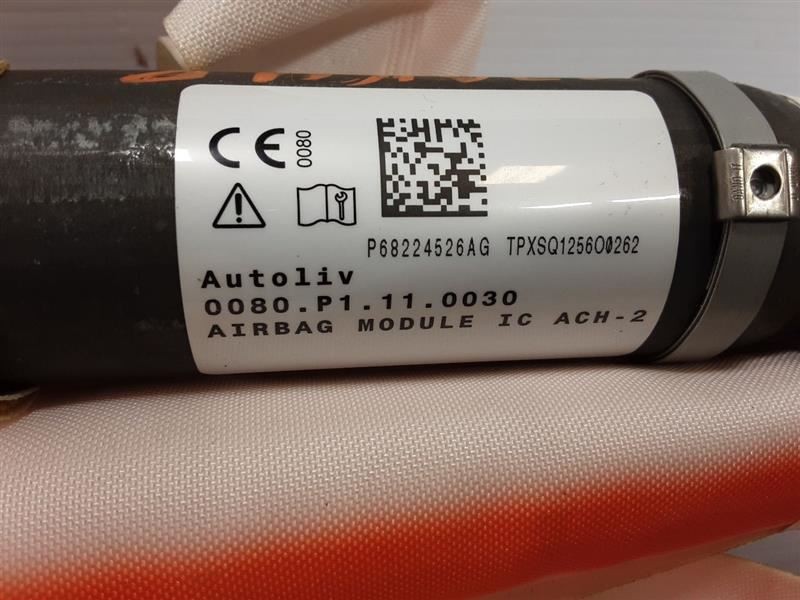 CE 0080
P68224526AG TPXSQ1256O0262
Autoliv
0080.P1.11.0030
AIRBAG MODULE IC ACH-2